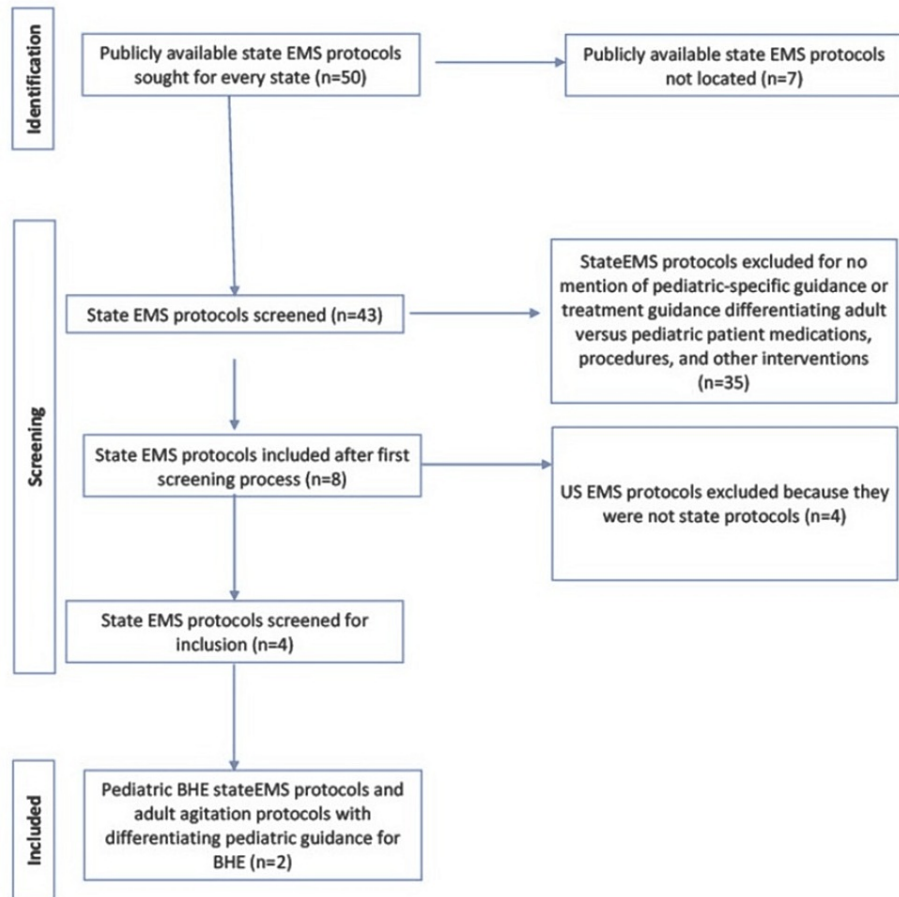 Identification
Publicly available state EMS protocols
sought for every state (n=50)
Publicly available state EMS protocols
not located (n=7)
Screening
State EMS protocols screened (n=43)
StateEMS protocols excluded for no
mention of pediatric-specific guidance or
treatment guidance differentiating adult
versus pediatric patient medications,
procedures, and other interventions
(n=35)
State EMS protocols included after first
screening process (n=8)
US EMS protocols excluded because they
were not state protocols (n=4)
State EMS protocols screened for
inclusion (n=4)
Included
Pediatric BHE stateEMS protocols and
adult agitation protocols with
differentiating pediatric guidance for
BHE (n=2)